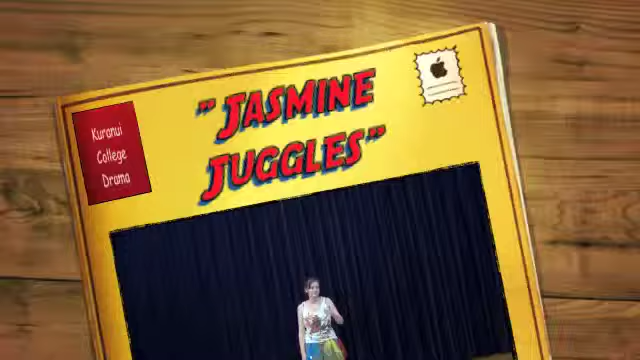 Kuranui
College
Drama
"JASMINE
JUGGLES"